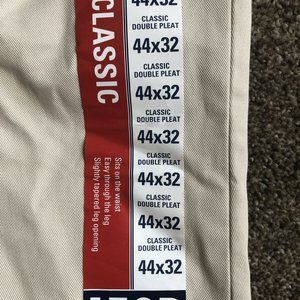 CLASSIC
Sits on the waist
Easy through the leg
Slightly tapered leg opening
44x32
CLASSIC
DOUBLE PLEAT
44x32
CLASSIC
DOUBLE PLEAT
44x32
CLASSIC
DOUBLE PLEAT
44x32
CLASSIC
DOUBLE PLEAT
44x32
CLASSIC
DOUBLE PLEAT
44x32
CLASSIC
DOUBLE PLEAT
44x32